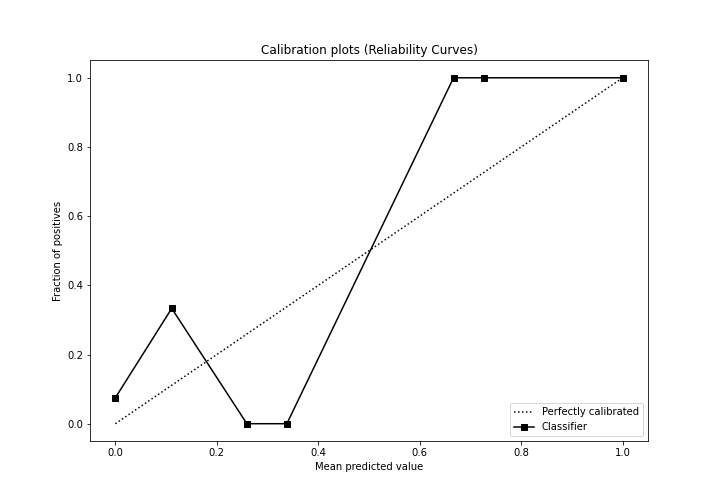 Calibration plots (Reliability Curves)
1.0
0.8
0.6
0.4
0.2
0.0
Fraction of positives
0.0 0.2 0.4 0.6 0.8 1.0
Mean predicted value
Perfectly calibrated
Classifier